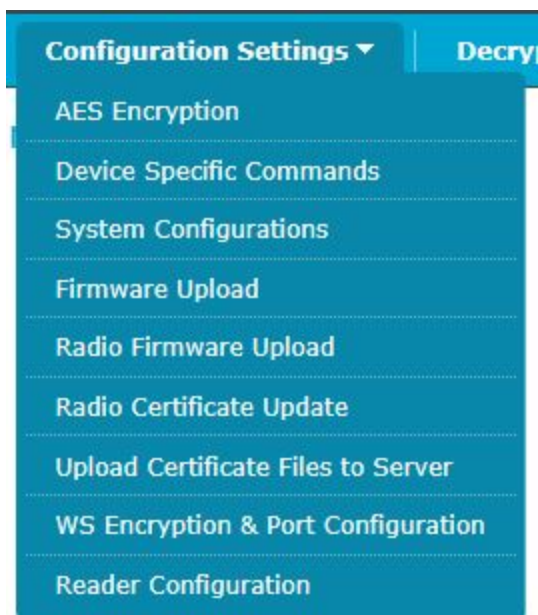 Configuration Settings ▾ Decry
AES Encryption
Device Specific Commands
System Configurations
Firmware Upload
Radio Firmware Upload
Radio Certificate Update
Upload Certificate Files to Server
WS Encryption & Port Configuration
Reader Configuration